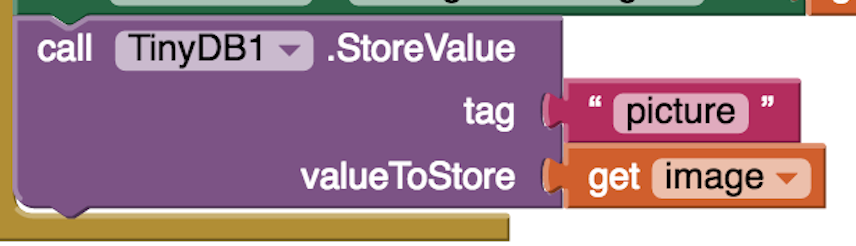 call TinyDB1 .StoreValue
tag “ picture ”
valueToStore get image